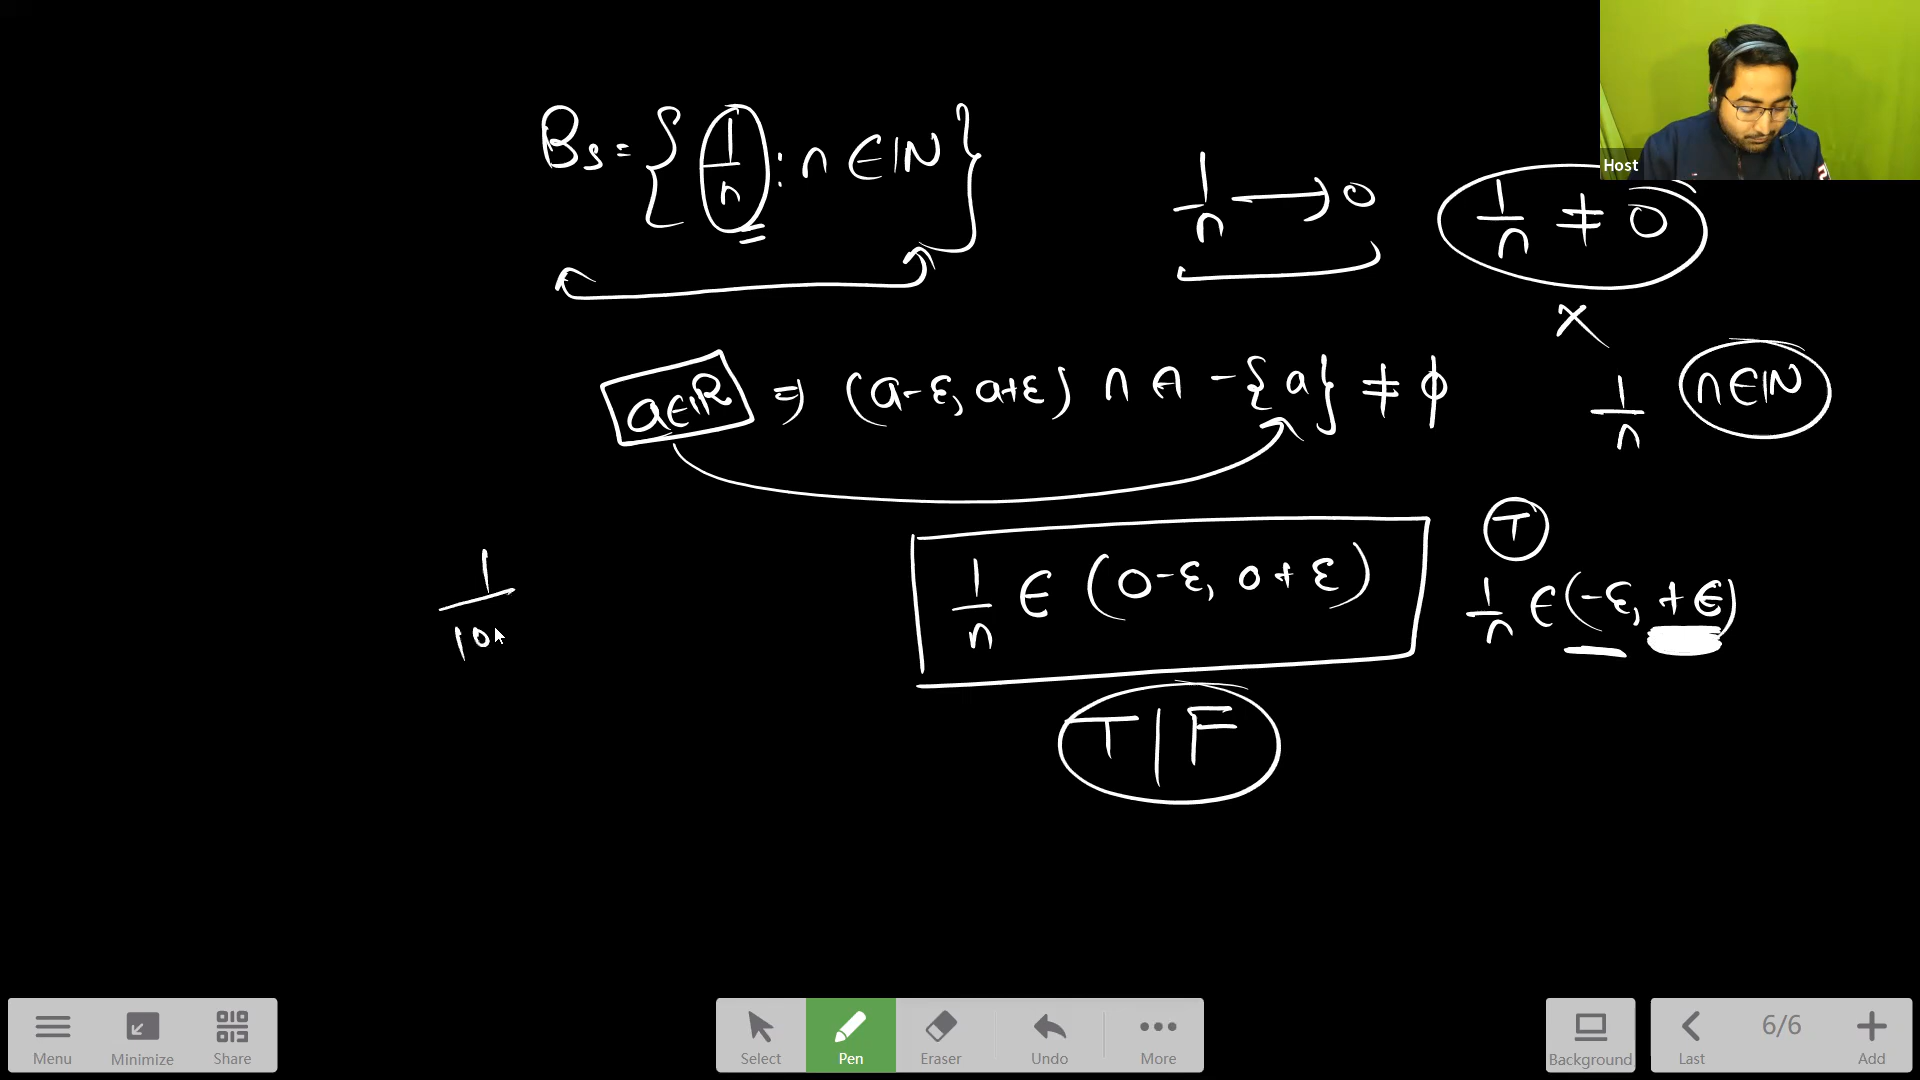 B₅ = { 1/n : n ∈ ℕ }
1/n → 0
1/n ≠ 0
×
a∈ℝ ⇒ (a-ε, a+ε) ∩ A - {a} ≠ ϕ
1/n n∈ℕ
T
1/n ∈ (0-ε, 0+ε)
1/n ∈ (-ε, +ε)
1/10
T | F
Host
Menu Minimize Share
Select Pen Eraser Undo More
Background
Last 6/6 Add